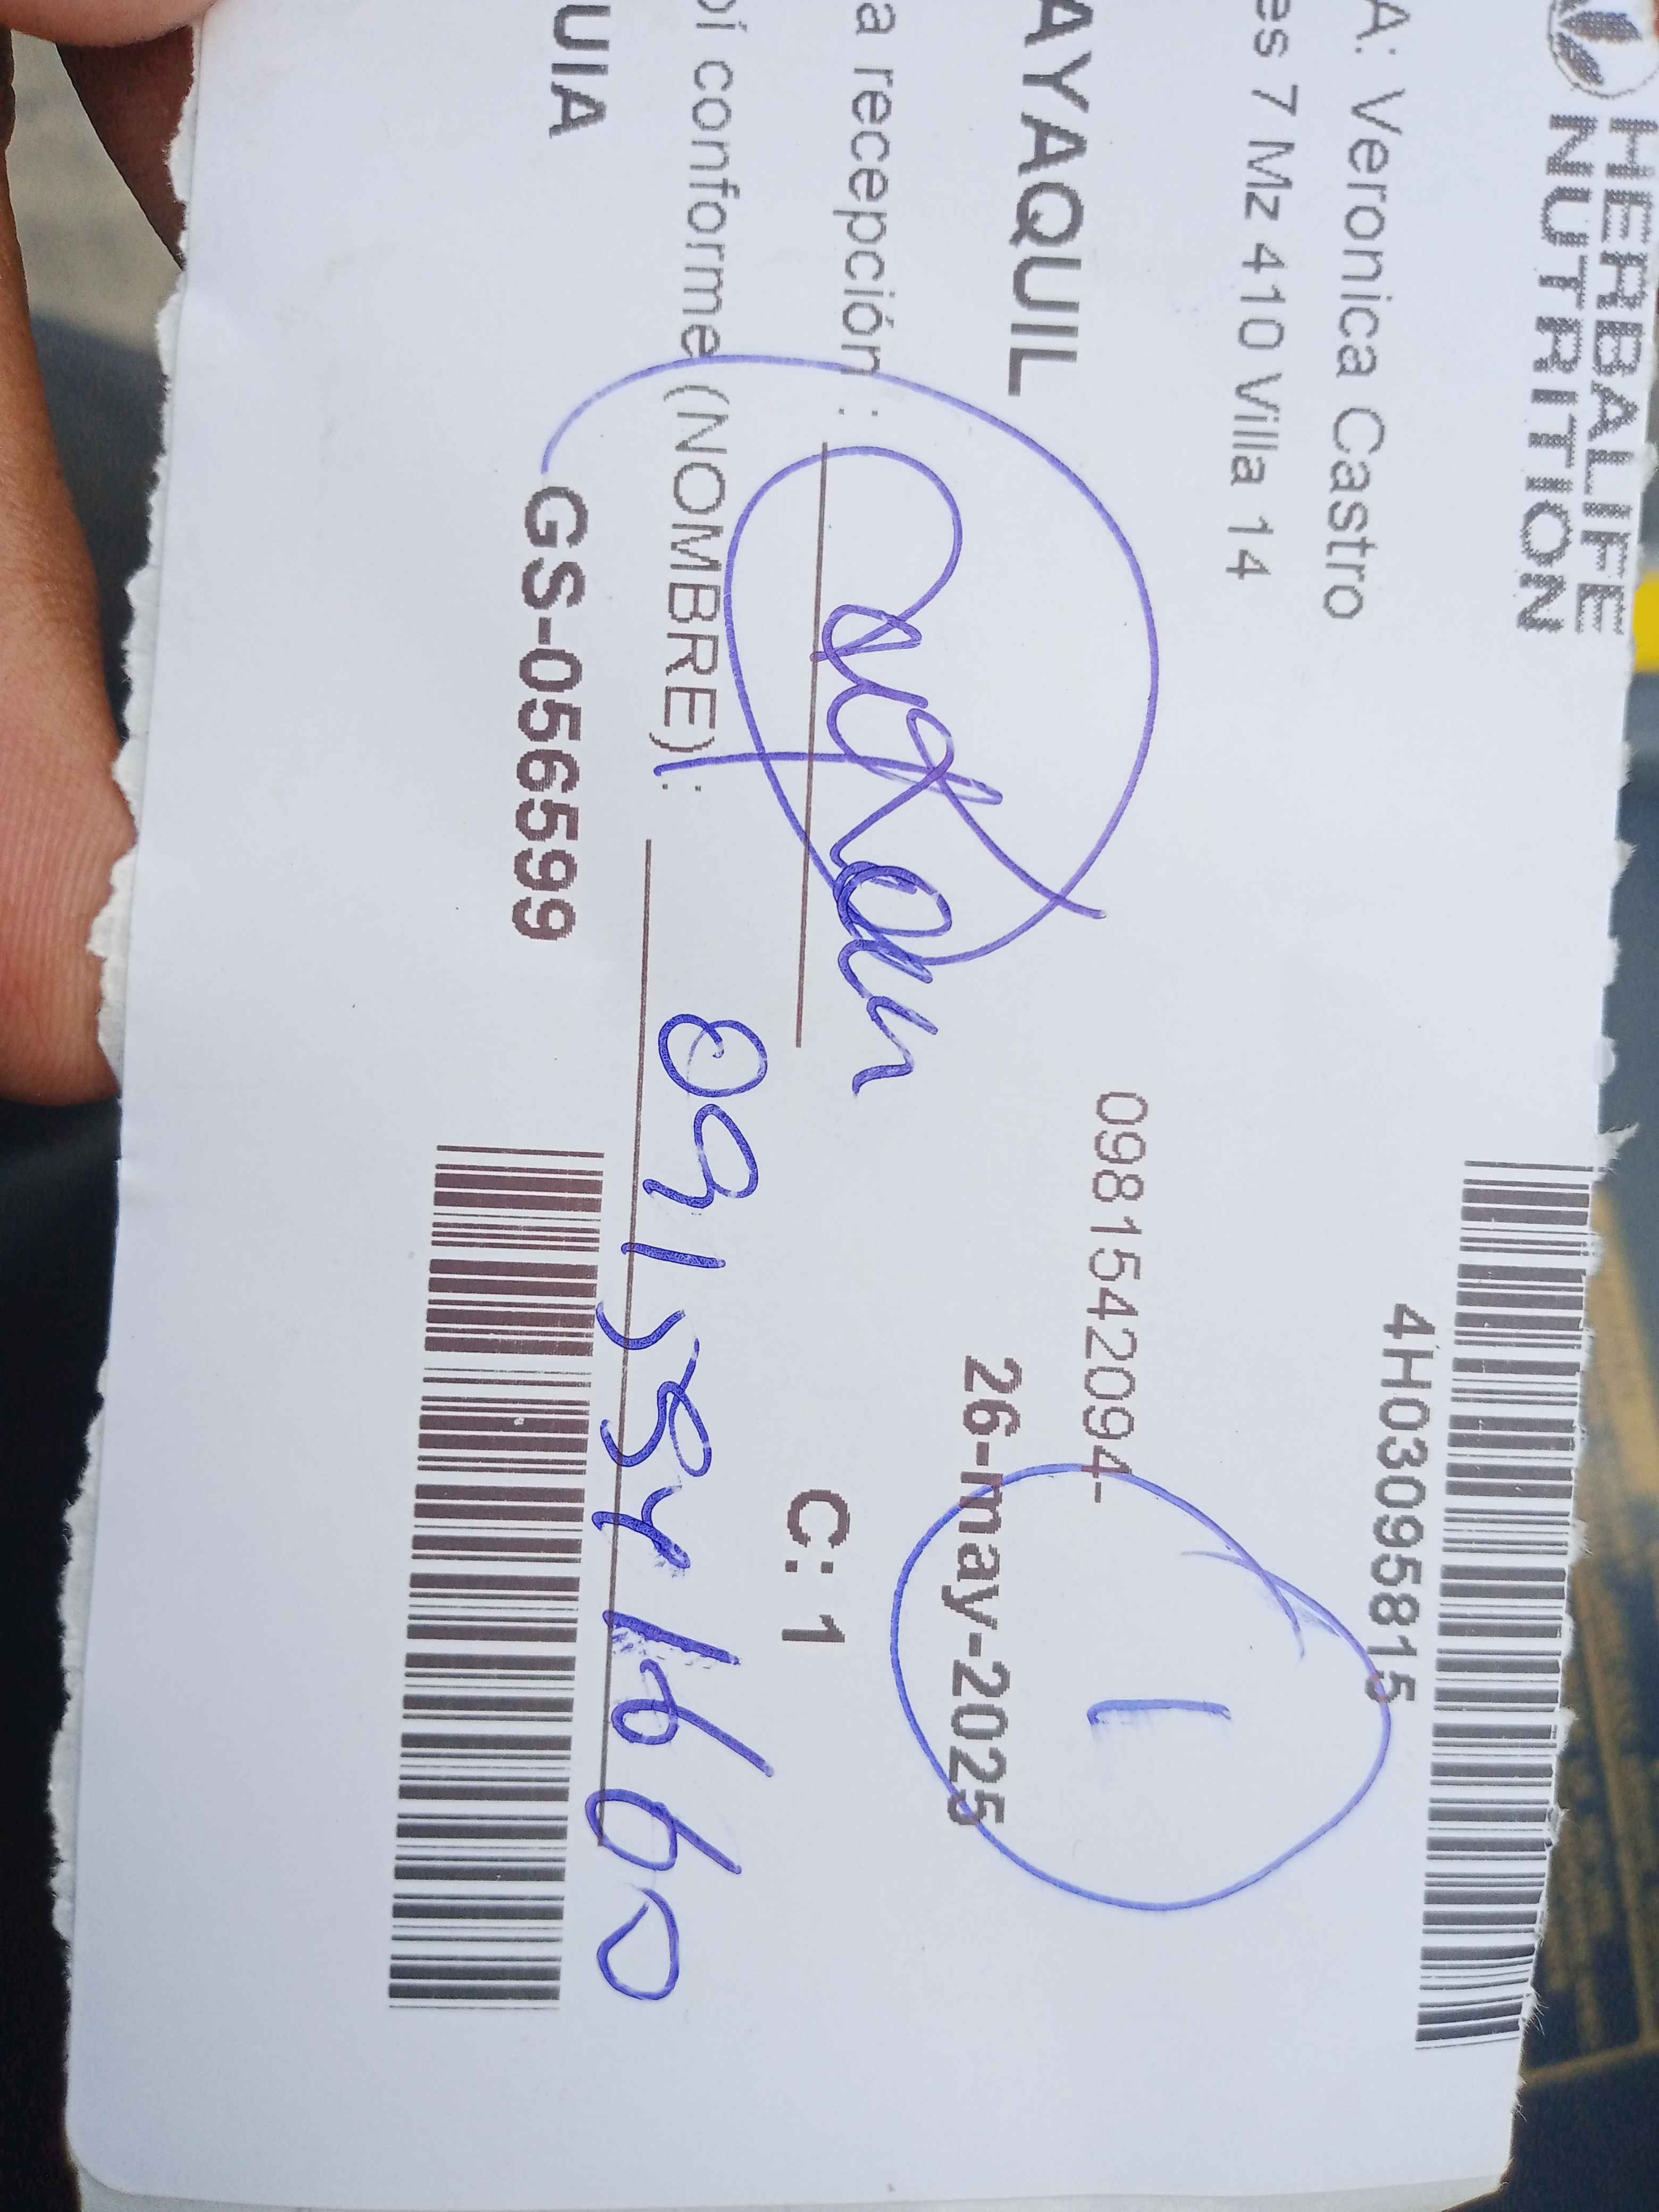 HERBALIFE
NUTRITION
4H03095815
A: Veronica Castro
es 7 Mz 410 Villa 14
0981542094-
1
AYAQUIL
26-may-2025
a recepción:
C: 1
bí conforme (NOMBRE):
0915841660
UIA
GS-056599